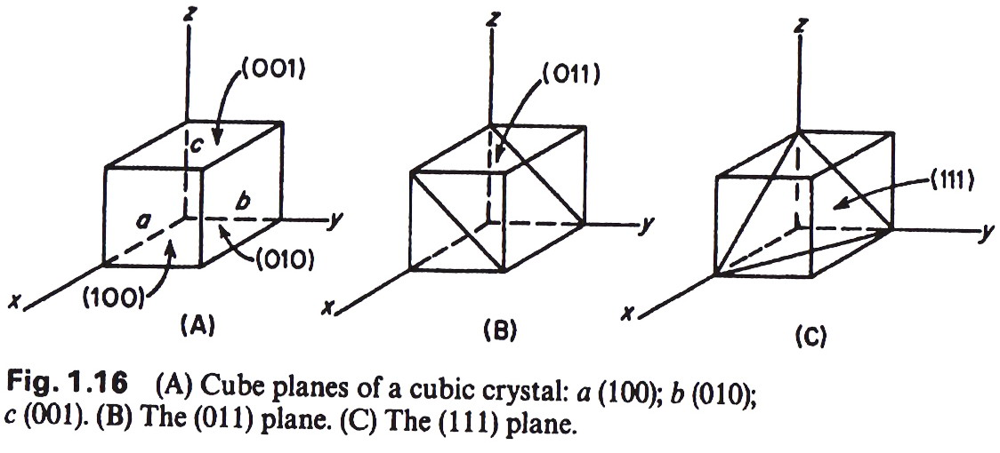 z z z
(001) (011)
c (111)
a b y y y
(010)
x (100) x x
(A) (B) (C)
Fig. 1.16 (A) Cube planes of a cubic crystal: a (100); b (010);
c (001). (B) The (011) plane. (C) The (111) plane.